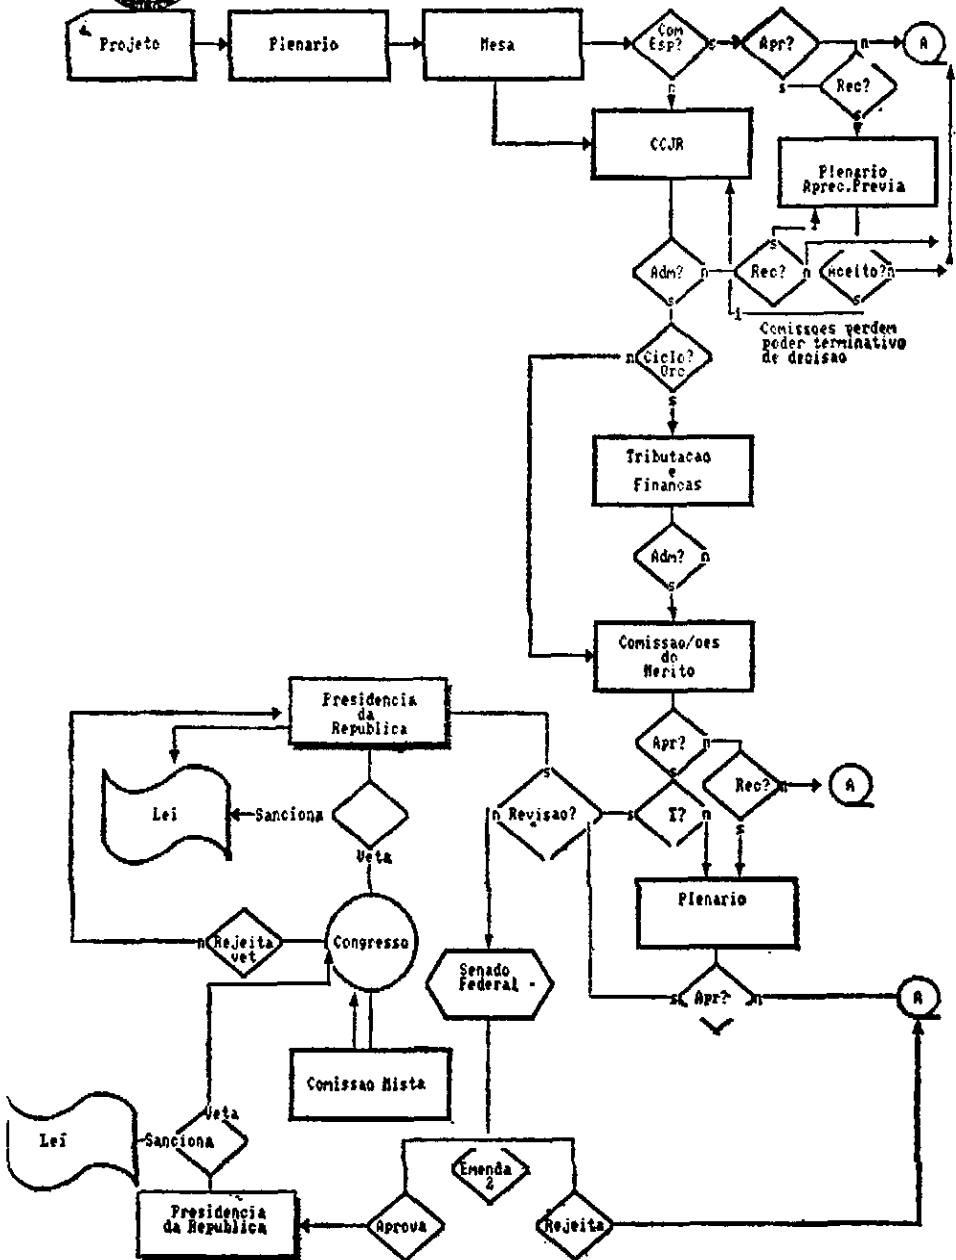 Projeto
Plenario
Mesa
Com
Esp?
s
Apr?
n
A
n
s
Rec?
s
CCJR
Plenario
Aprec.Previa
s
Adm?
n
Rec?
n
Aceito?
n
s
s
i
Comissoes perdem
poder terminativo
de decisao
n
Ciclo?
Orc
s
Tributacao
e
Financas
Adm?
n
s
Comissao/oes
de
Merito
Presidencia
da
Republica
Apr?
n
s
s
Rec?
n
A
Lei
Sanciona
n
Revisao?
s
T?
n
s
Veta
Plenario
n
Rejeita
vet
Congresso
Senado
Federal -
s
Apr?
n
A
Comissao Mista
Veta
Lei
Sanciona
Emenda
2
Presidencia
da Republica
Aprova
Rejeita